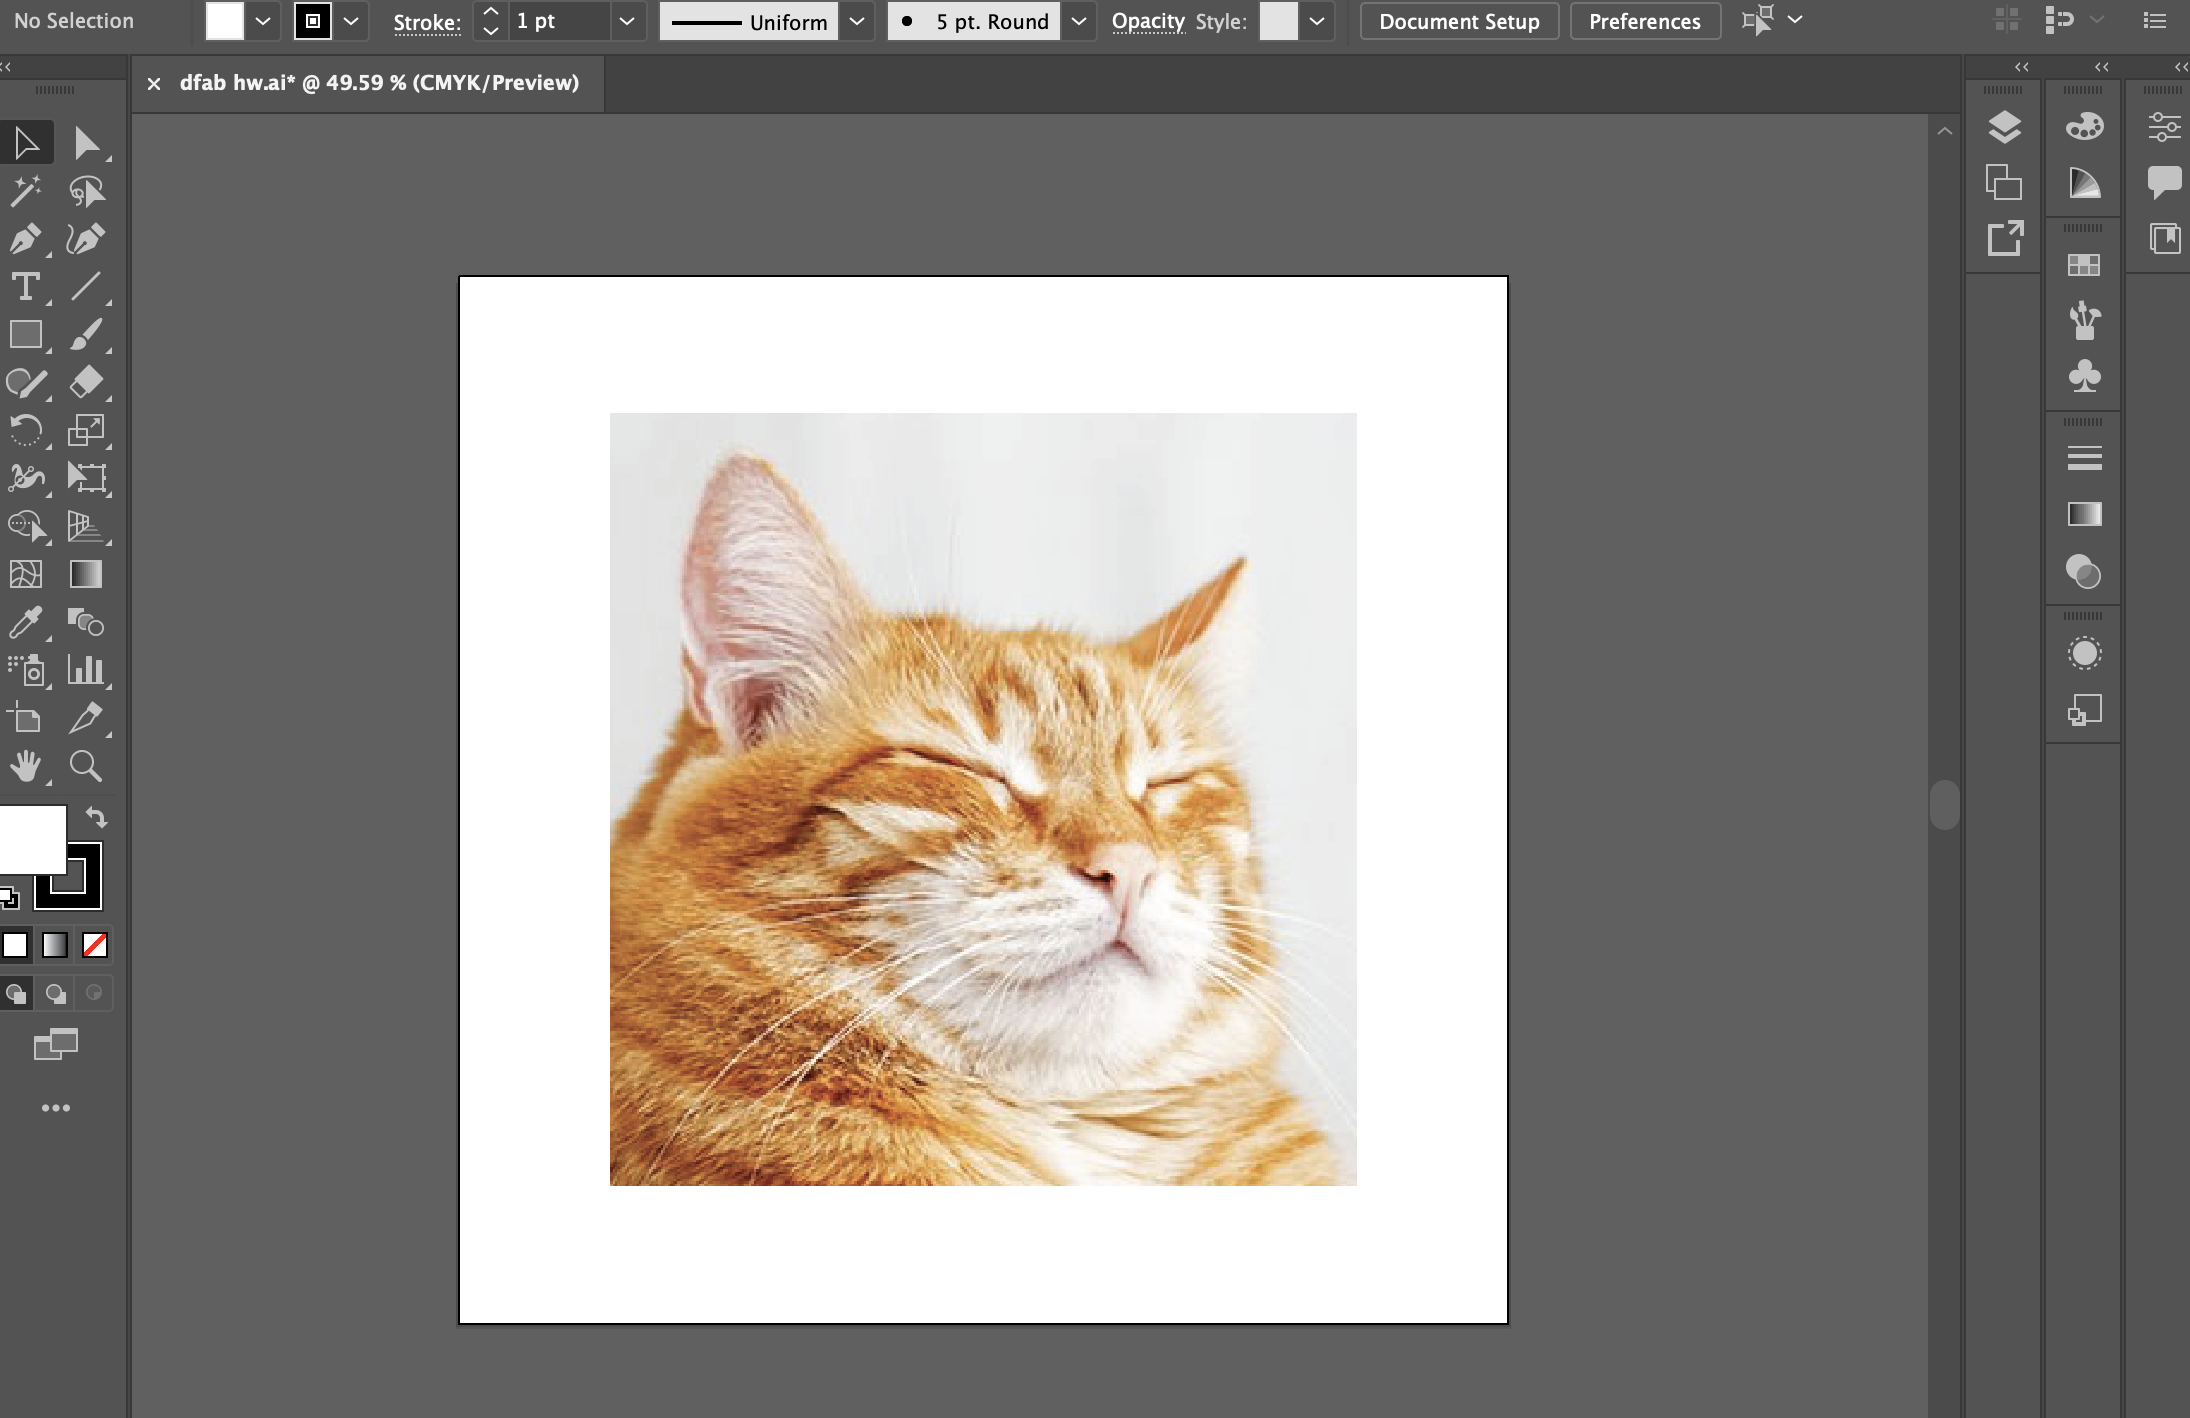 No Selection
Stroke: 1 pt
Uniform
5 pt. Round
Opacity Style:
Document Setup
Preferences
dfab hw.ai* @ 49.59 % (CMYK/Preview)